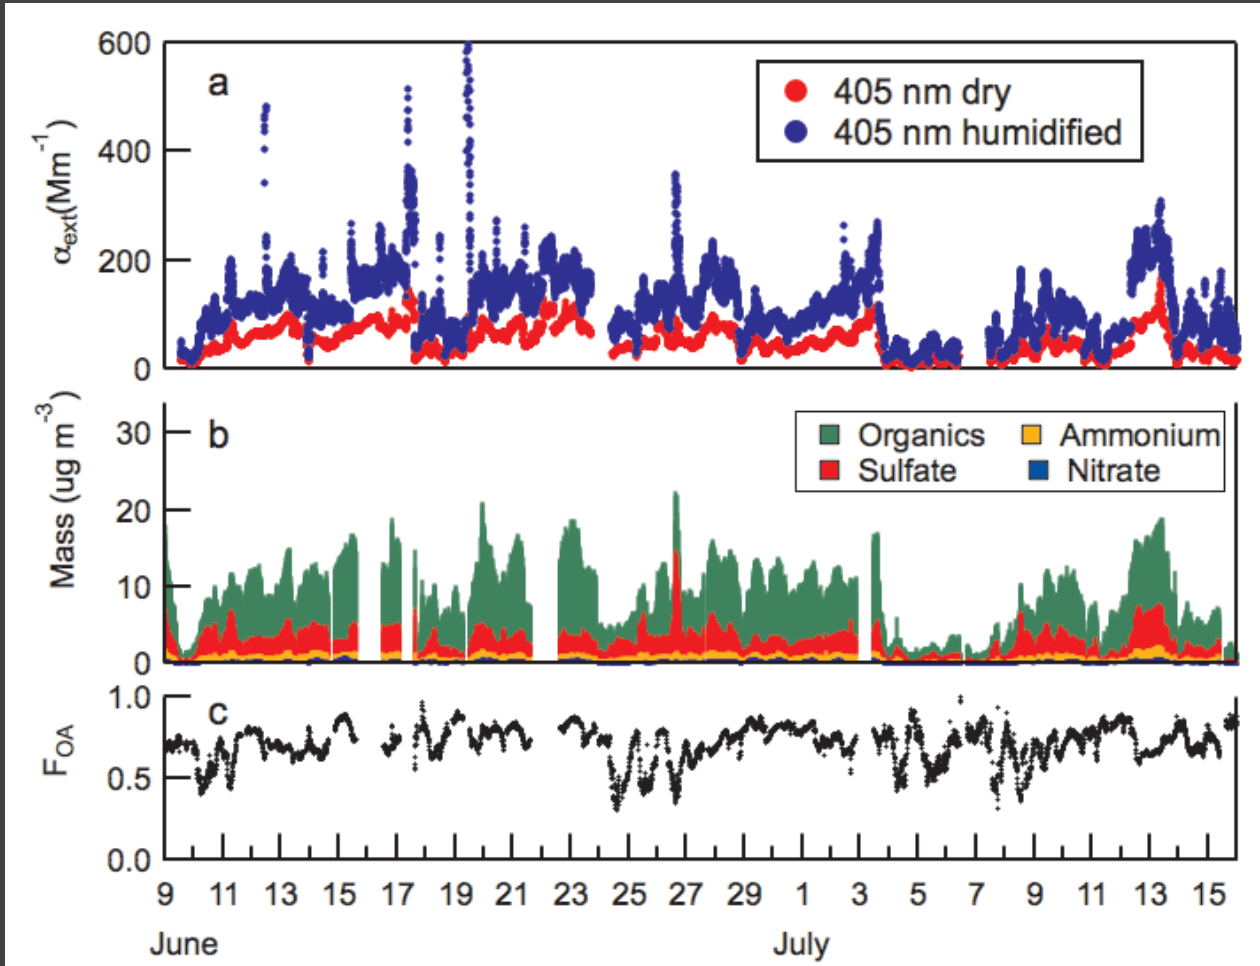 600
a
405 nm dry
405 nm humidified
400
200
0
αext(Mm-1)
30
b
Organics
Ammonium
Sulfate
Nitrate
20
10
0
Mass (ug m-3)
1.0
c
0.5
0.0
FOA
9 11 13 15 17 19 21 23 25 27 29 1 3 5 7 9 11 13 15
June July